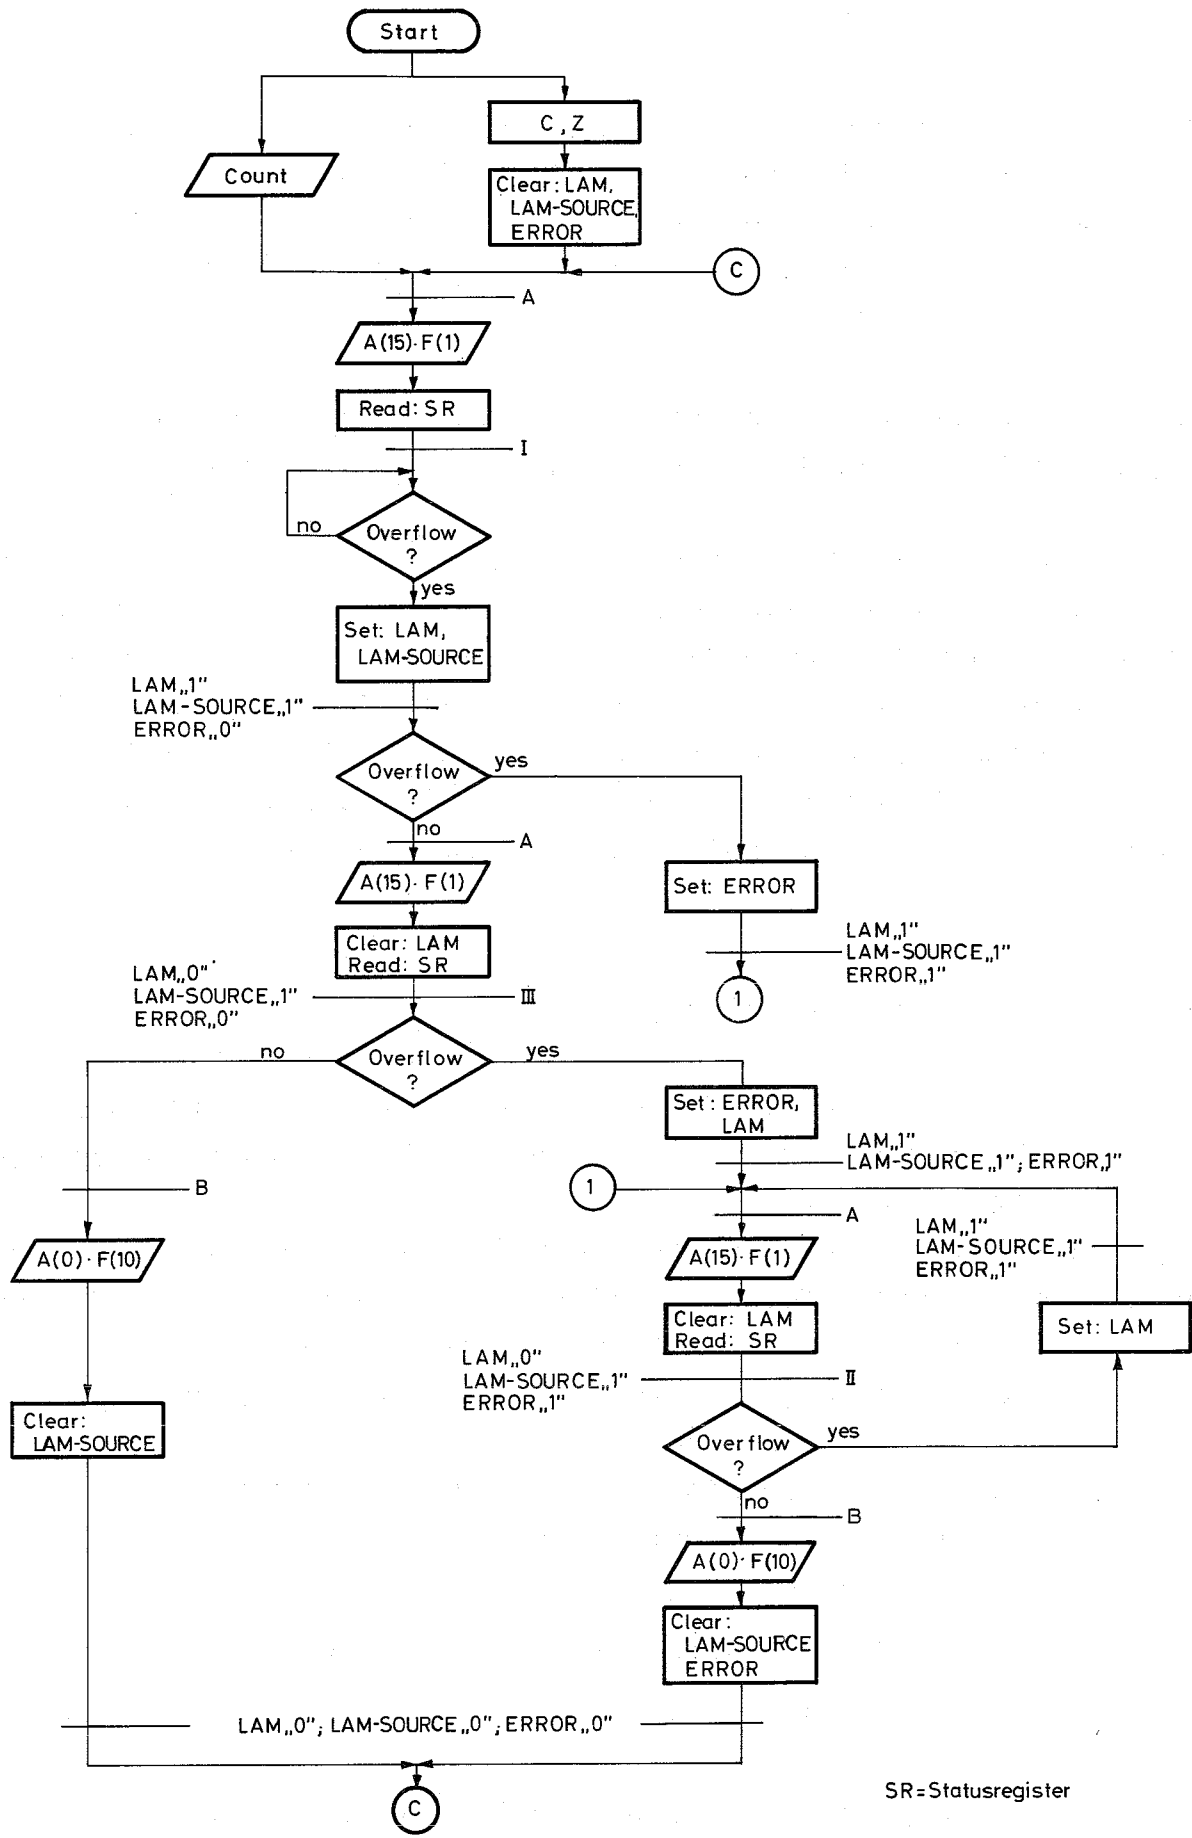 Start
C, Z
Count
Clear: LAM,
LAM-SOURCE,
ERROR
C
A
A(15)·F(1)
Read: SR
I
no
Overflow
?
yes
Set: LAM,
LAM-SOURCE
LAM„1”
LAM-SOURCE„1”
ERROR„0”
Overflow
?
yes
no
A
A(15)·F(1)
Set: ERROR
Clear: LAM
Read: SR
LAM„1”
LAM-SOURCE„1”
ERROR„1”
1
LAM„0”
LAM-SOURCE„1”
ERROR„0”
III
no
Overflow
?
yes
Set: ERROR,
LAM
LAM„1”
LAM-SOURCE„1”; ERROR„1”
B
1
A
LAM„1”
LAM-SOURCE„1”
ERROR„1”
A(0)·F(10)
A(15)·F(1)
Clear: LAM
Read: SR
Set: LAM
LAM„0”
LAM-SOURCE„1”
ERROR„1”
II
Clear:
LAM-SOURCE
Overflow
?
yes
no
B
A(0)·F(10)
Clear:
LAM-SOURCE
ERROR
LAM„0”; LAM-SOURCE„0”; ERROR„0”
C
SR=Statusregister